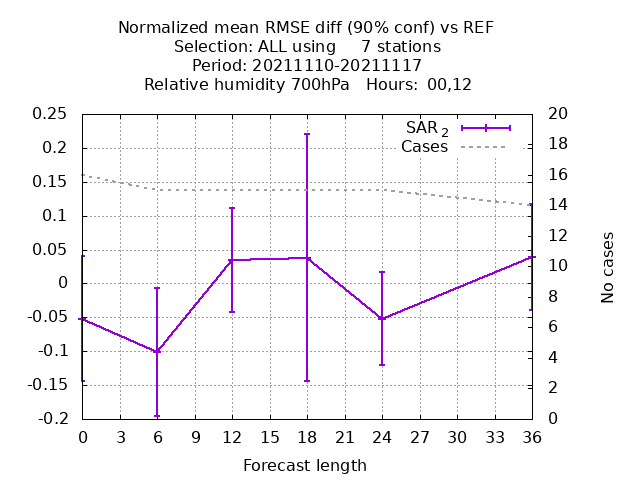 Normalized mean RMSE diff (90% conf) vs REF
Selection: ALL using     7 stations
Period: 20211110-20211117
Relative humidity 700hPa   Hours:  00,12
0.25
0.2
0.15
0.1
0.05
0
-0.05
-0.1
-0.15
-0.2
SAR 2
Cases
20
18
16
14
12
10
8
6
4
2
0
No cases
0 3 6 9 12 15 18 21 24 27 30 33 36
Forecast length